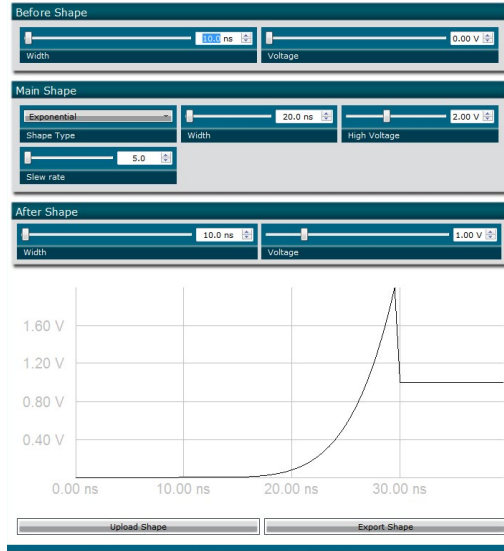 Before Shape
10.0 ns 0.00 V
Width Voltage
Main Shape
Exponential 20.0 ns 2.00 V
Shape Type Width High Voltage
5.0
Slew rate
After Shape
10.0 ns 1.00 V
Width Voltage
1.60 V
1.20 V
0.80 V
0.40 V
0.00 ns 10.00 ns 20.00 ns 30.00 ns
Upload Shape Export Shape